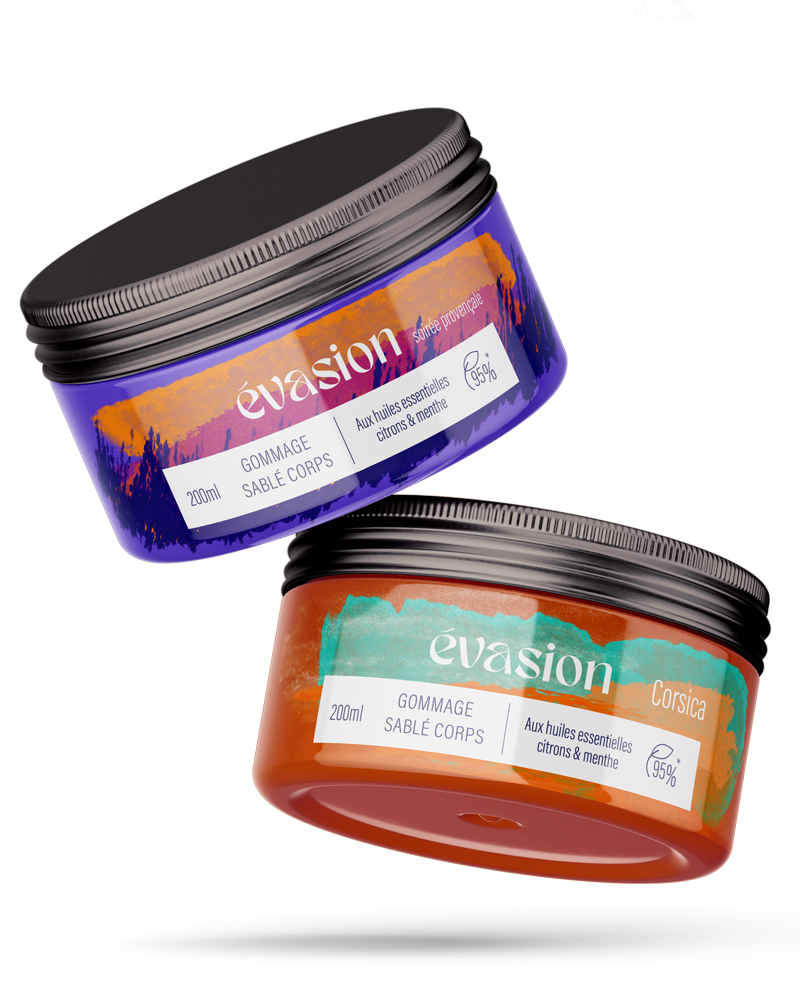 évasion soirée provençale
200ml
GOMMAGE
SABLÉ CORPS
Aux huiles essentielles
citrons & menthe
95%*
évasion Corsica
200ml
GOMMAGE
SABLÉ CORPS
Aux huiles essentielles
citrons & menthe
95%*